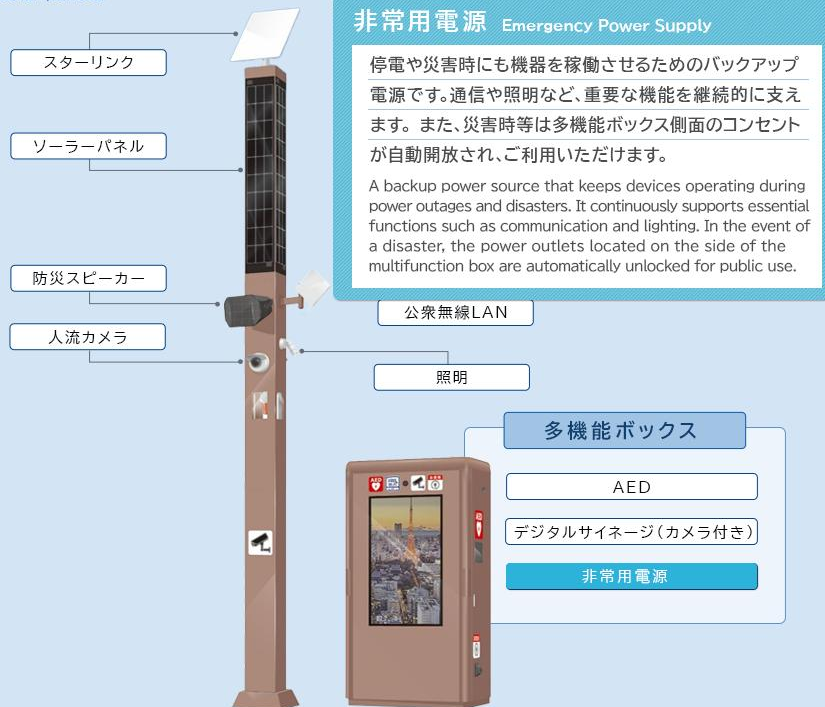 非常用電源 Emergency Power Supply
停電や災害時にも機器を稼働させるためのバックアップ
電源です。通信や照明など、重要な機能を継続的に支え
ます。また、災害時等は多機能ボックス側面のコンセント
が自動開放され、ご利用いただけます。
A backup power source that keeps devices operating during
power outages and disasters. It continuously supports essential
functions such as communication and lighting. In the event of
a disaster, the power outlets located on the side of the
multifunction box are automatically unlocked for public use.
スターリンク
ソーラーパネル
防災スピーカー
公衆無線LAN
人流カメラ
照明
多機能ボックス
AED
デジタルサイネージ（カメラ付き）
非常用電源
AED
AED